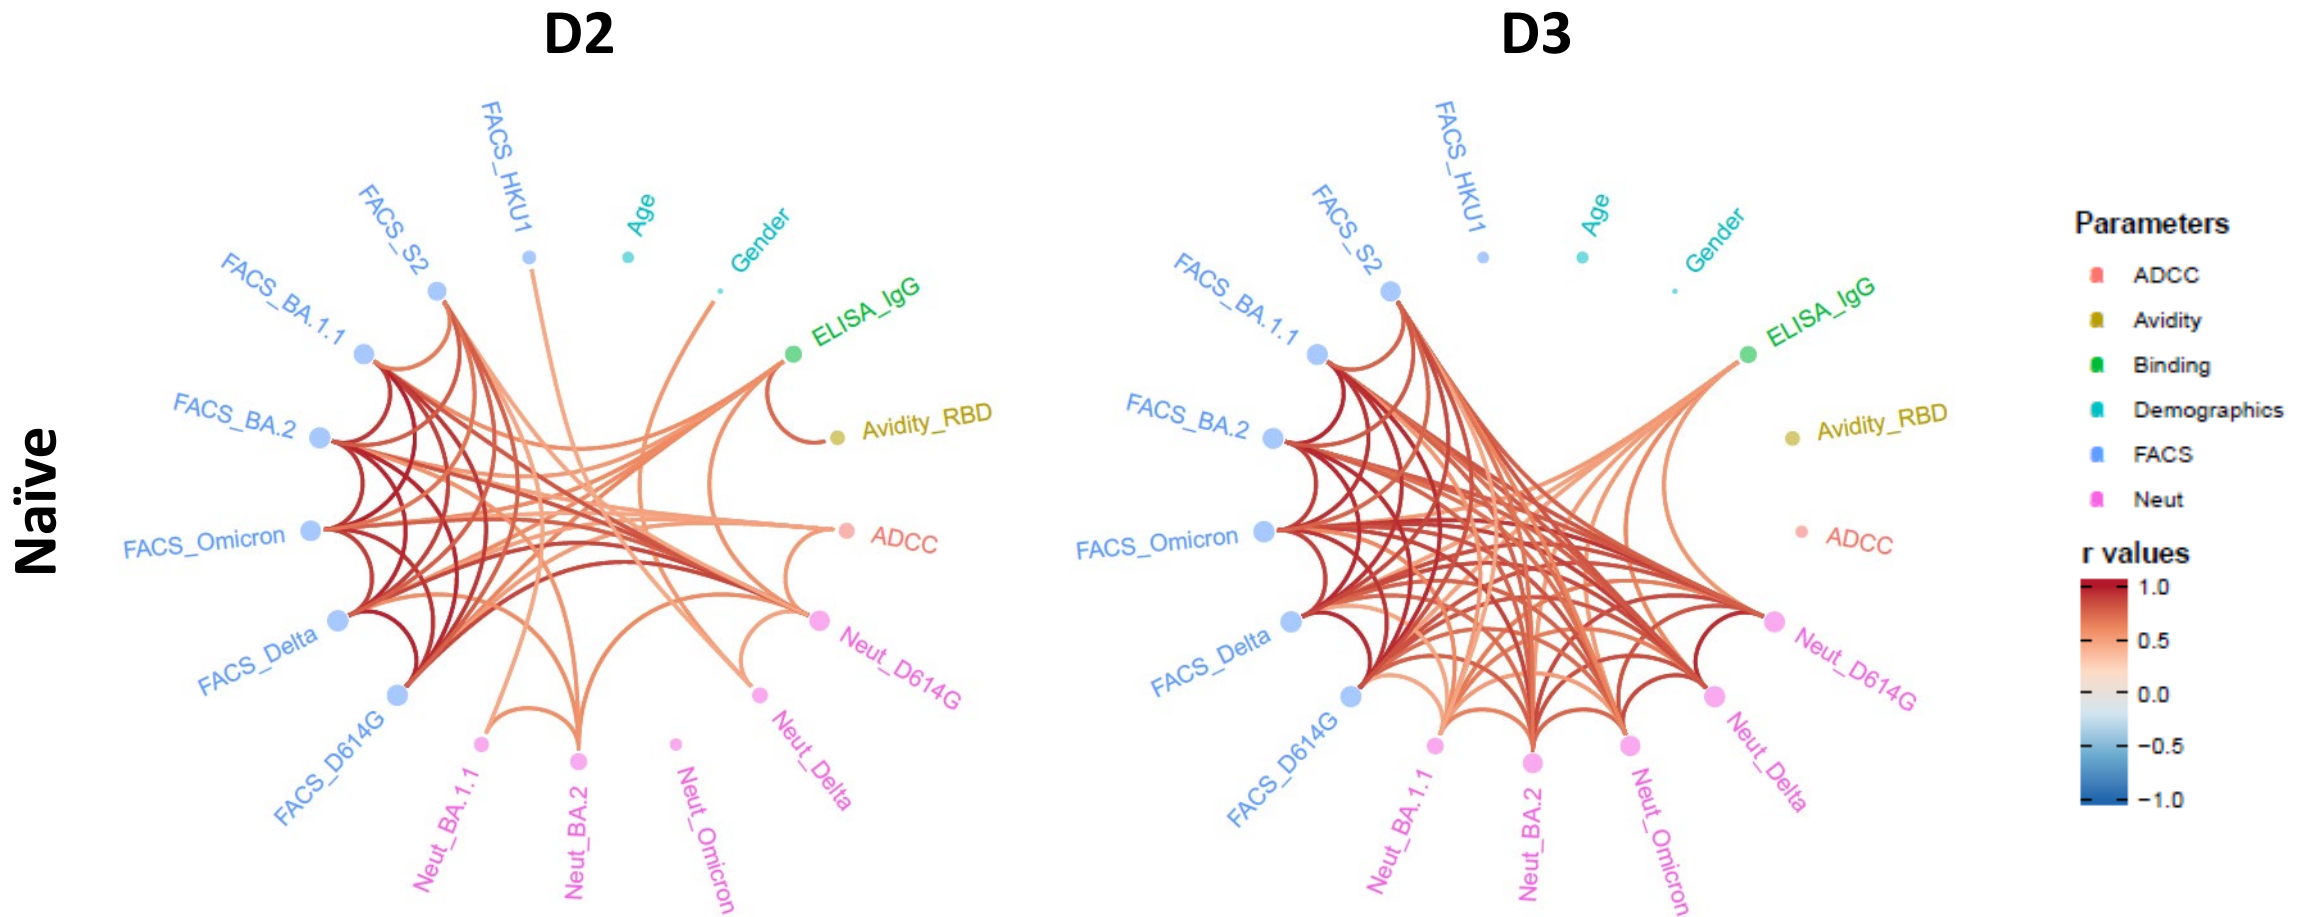 D2
D3
Naïve
FACS_HKU1
Age
Gender
FACS_S2
ELISA_IgG
FACS_BA.1.1
Avidity_RBD
FACS_BA.2
ADCC
FACS_Omicron
Neut_D614G
FACS_Delta
Neut_Delta
FACS_D614G
Neut_BA.1.1
Neut_BA.2
Neut_Omicron
FACS_HKU1
Age
Gender
FACS_S2
ELISA_IgG
FACS_BA.1.1
Avidity_RBD
FACS_BA.2
ADCC
FACS_Omicron
Neut_D614G
FACS_Delta
Neut_Delta
FACS_D614G
Neut_BA.1.1
Neut_BA.2
Neut_Omicron
Parameters
a ADCC
a Avidity
a Binding
a Demographics
a FACS
a Neut
r values
1.0
0.5
0.0
−0.5
−1.0